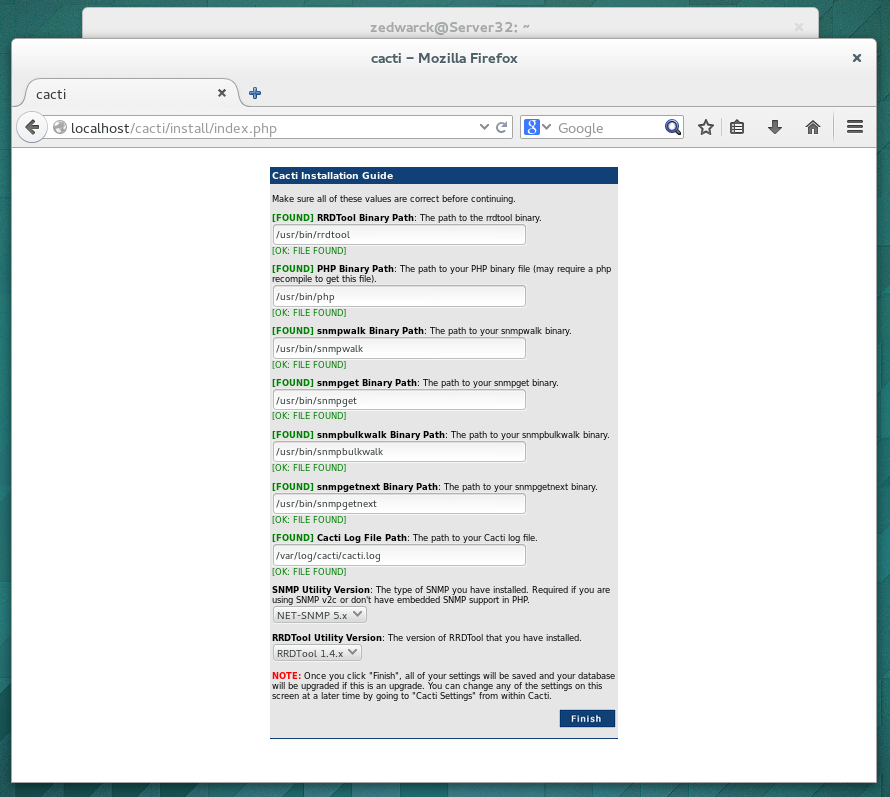 zedwarck@Server32: ~
cacti – Mozilla Firefox
cacti
localhost/cacti/install/index.php
Google
Cacti Installation Guide
Make sure all of these values are correct before continuing.
[FOUND] RRDTool Binary Path: The path to the rrdtool binary.
/usr/bin/rrdtool
[OK: FILE FOUND]
[FOUND] PHP Binary Path: The path to your PHP binary file (may require a php
recompile to get this file).
/usr/bin/php
[OK: FILE FOUND]
[FOUND] snmpwalk Binary Path: The path to your snmpwalk binary.
/usr/bin/snmpwalk
[OK: FILE FOUND]
[FOUND] snmpget Binary Path: The path to your snmpget binary.
/usr/bin/snmpget
[OK: FILE FOUND]
[FOUND] snmpbulkwalk Binary Path: The path to your snmpbulkwalk binary.
/usr/bin/snmpbulkwalk
[OK: FILE FOUND]
[FOUND] snmpgetnext Binary Path: The path to your snmpgetnext binary.
/usr/bin/snmpgetnext
[OK: FILE FOUND]
[FOUND] Cacti Log File Path: The path to your Cacti log file.
/var/log/cacti/cacti.log
[OK: FILE FOUND]
SNMP Utility Version: The type of SNMP you have installed. Required if you are
using SNMP v2c or don't have embedded SNMP support in PHP.
NET-SNMP 5.x
RRDTool Utility Version: The version of RRDTool that you have installed.
RRDTool 1.4.x
NOTE: Once you click "Finish", all of your settings will be saved and your database
will be upgraded if this is an upgrade. You can change any of the settings on this
screen at a later time by going to "Cacti Settings" from within Cacti.
Finish